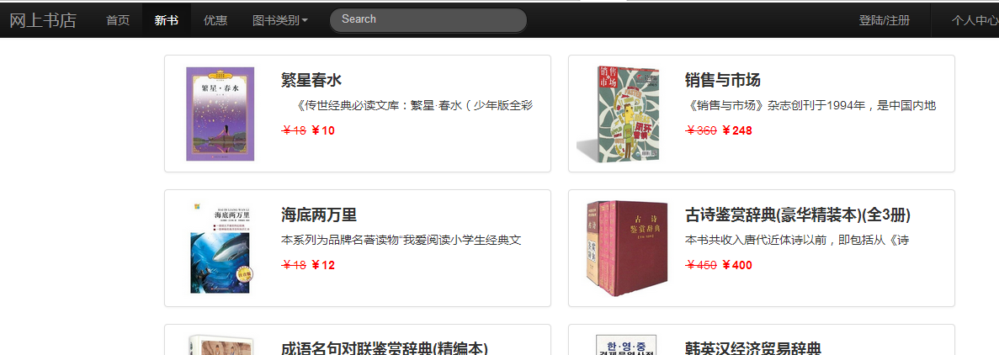 网上书店 首页 新书 优惠 图书类别 Search 登陆/注册 个人中心
繁星·春水
繁星春水
《传世经典必读文库：繁星·春水（少年版全彩
￥18 ￥10
销售与市场
销售与市场
《销售与市场》杂志创刊于1994年，是中国内地
￥360 ￥248
海底两万里
海底两万里
本系列为品牌名著读物"我爱阅读小学生经典文
￥18 ￥12
古诗
鉴赏辞典
古诗鉴赏辞典(豪华精装本)(全3册)
本书共收入唐代近体诗以前，即包括从《诗
￥450 ￥400
成语名句对联鉴赏辞典(精编本)
한·영·중
韩英汉经济贸易辞典